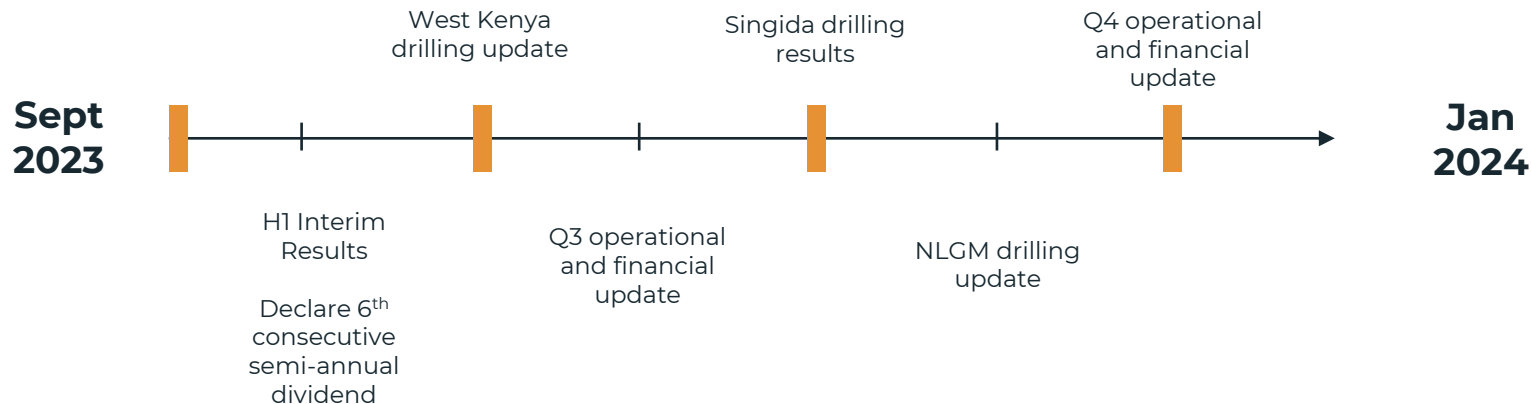 Sept
2023
H1 Interim
Results
Declare 6th
consecutive
semi-annual
dividend
West Kenya
drilling update
Q3 operational
and financial
update
Singida drilling
results
NLGM drilling
update
Q4 operational
and financial
update
Jan
2024